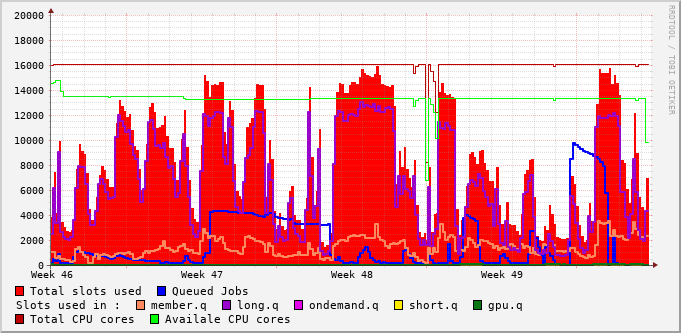 20000
18000
16000
14000
12000
10000
8000
6000
4000
2000
0
Week 46 Week 47 Week 48 Week 49
Total slots used Queued Jobs
Slots used in : member.q long.q ondemand.q short.q gpu.q
Total CPU cores Availale CPU cores
RRDTOOL / TOBI OETIKER